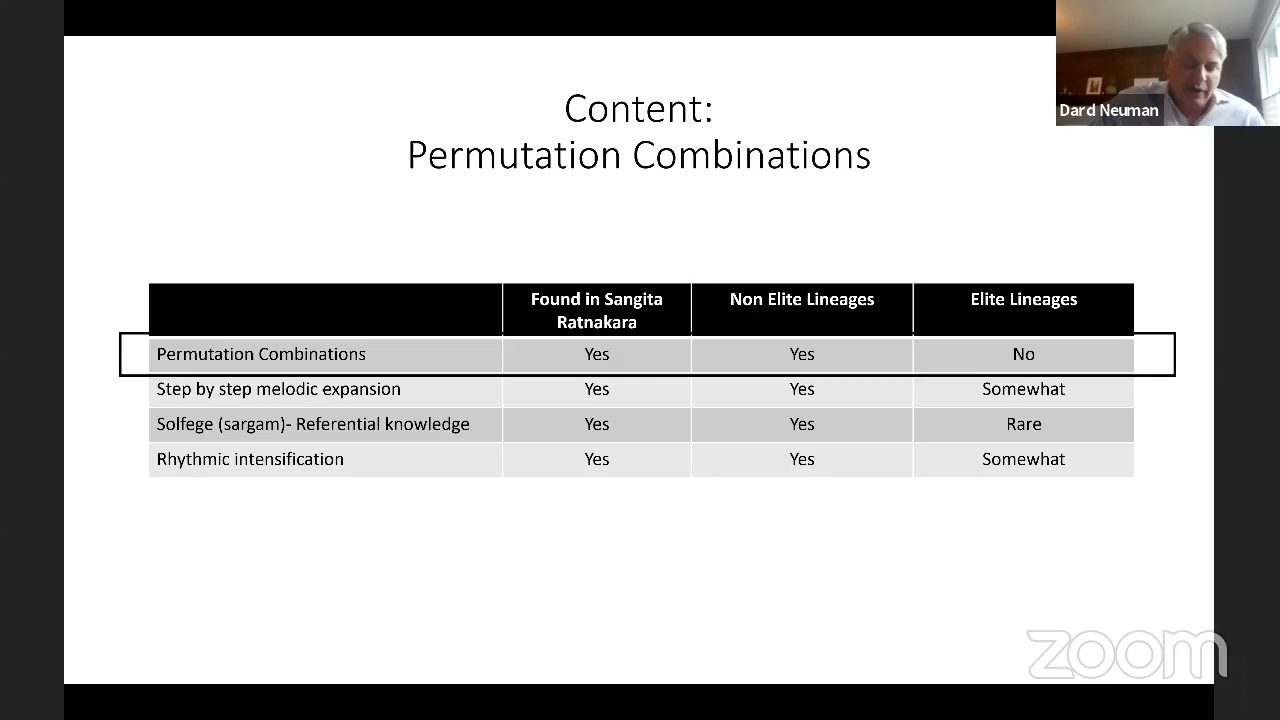 Content:
Permutation Combinations
Dard Neuman
Found in Sangita Ratnakara Non Elite Lineages Elite Lineages
Permutation Combinations Yes Yes No
Step by step melodic expansion Yes Yes Somewhat
Solfege (sargam)- Referential knowledge Yes Yes Rare
Rhythmic intensification Yes Yes Somewhat
zoom